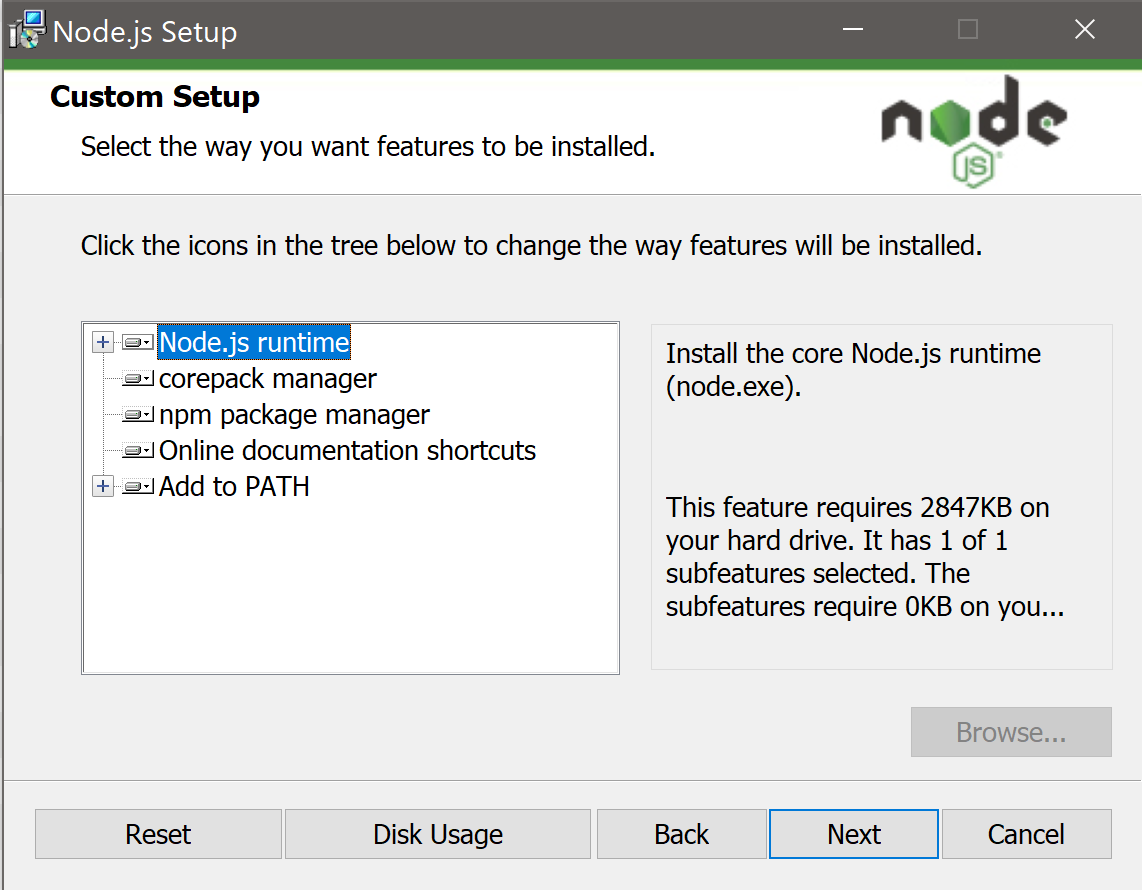 Node.js Setup
Custom Setup
Select the way you want features to be installed.
node
JS
Click the icons in the tree below to change the way features will be installed.
Node.js runtime
corepack manager
npm package manager
Online documentation shortcuts
Add to PATH
Install the core Node.js runtime
(node.exe).
This feature requires 2847KB on
your hard drive. It has 1 of 1
subfeatures selected. The
subfeatures require 0KB on you...
Browse...
Reset
Disk Usage
Back
Next
Cancel